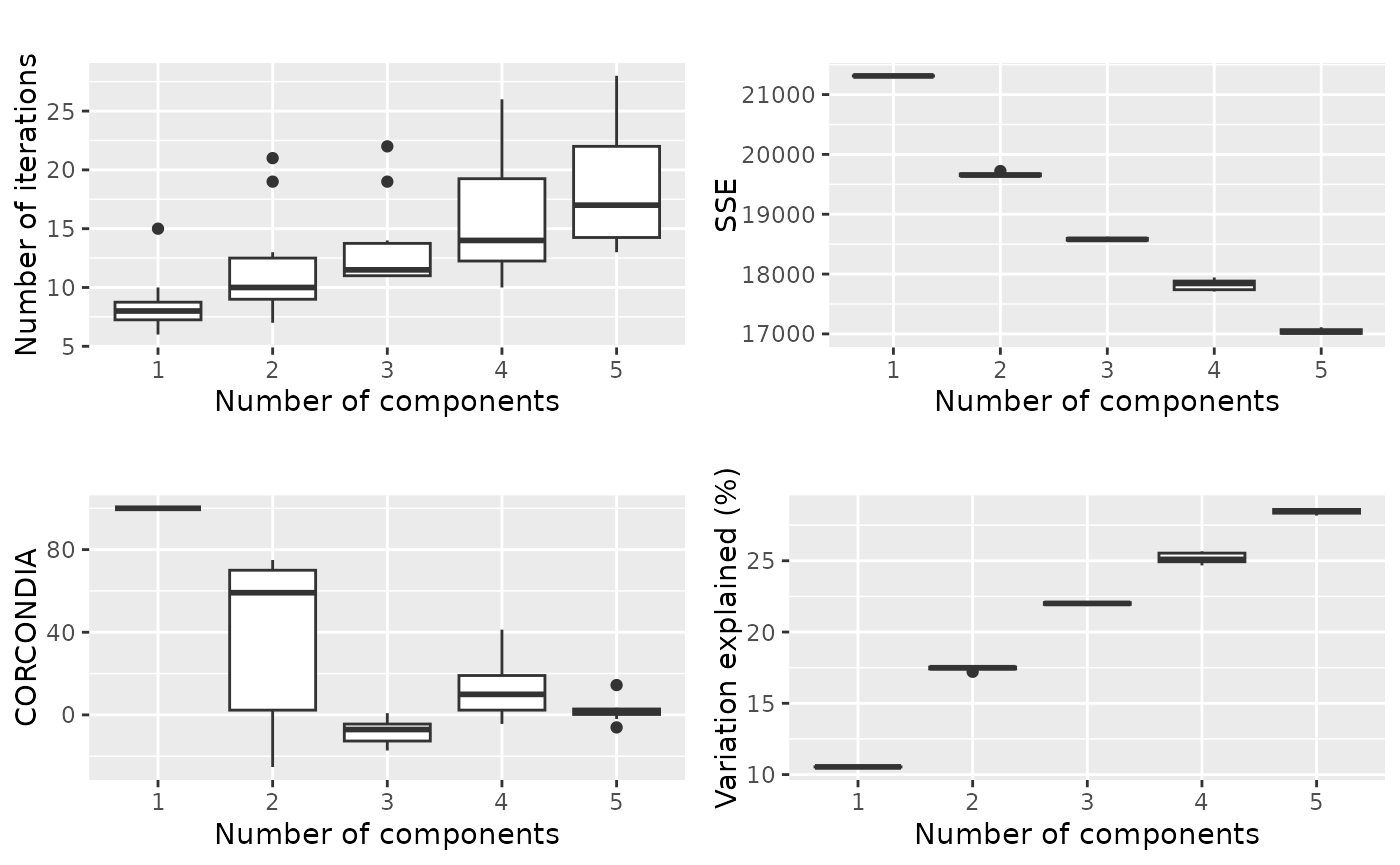 Number of iterations
25
20
15
10
5
1 2 3 4 5
Number of components
SSE
21000
20000
19000
18000
17000
1 2 3 4 5
Number of components
CORCONDIA
80
40
0
1 2 3 4 5
Number of components
Variation explained (%)
25
20
15
10
1 2 3 4 5
Number of components